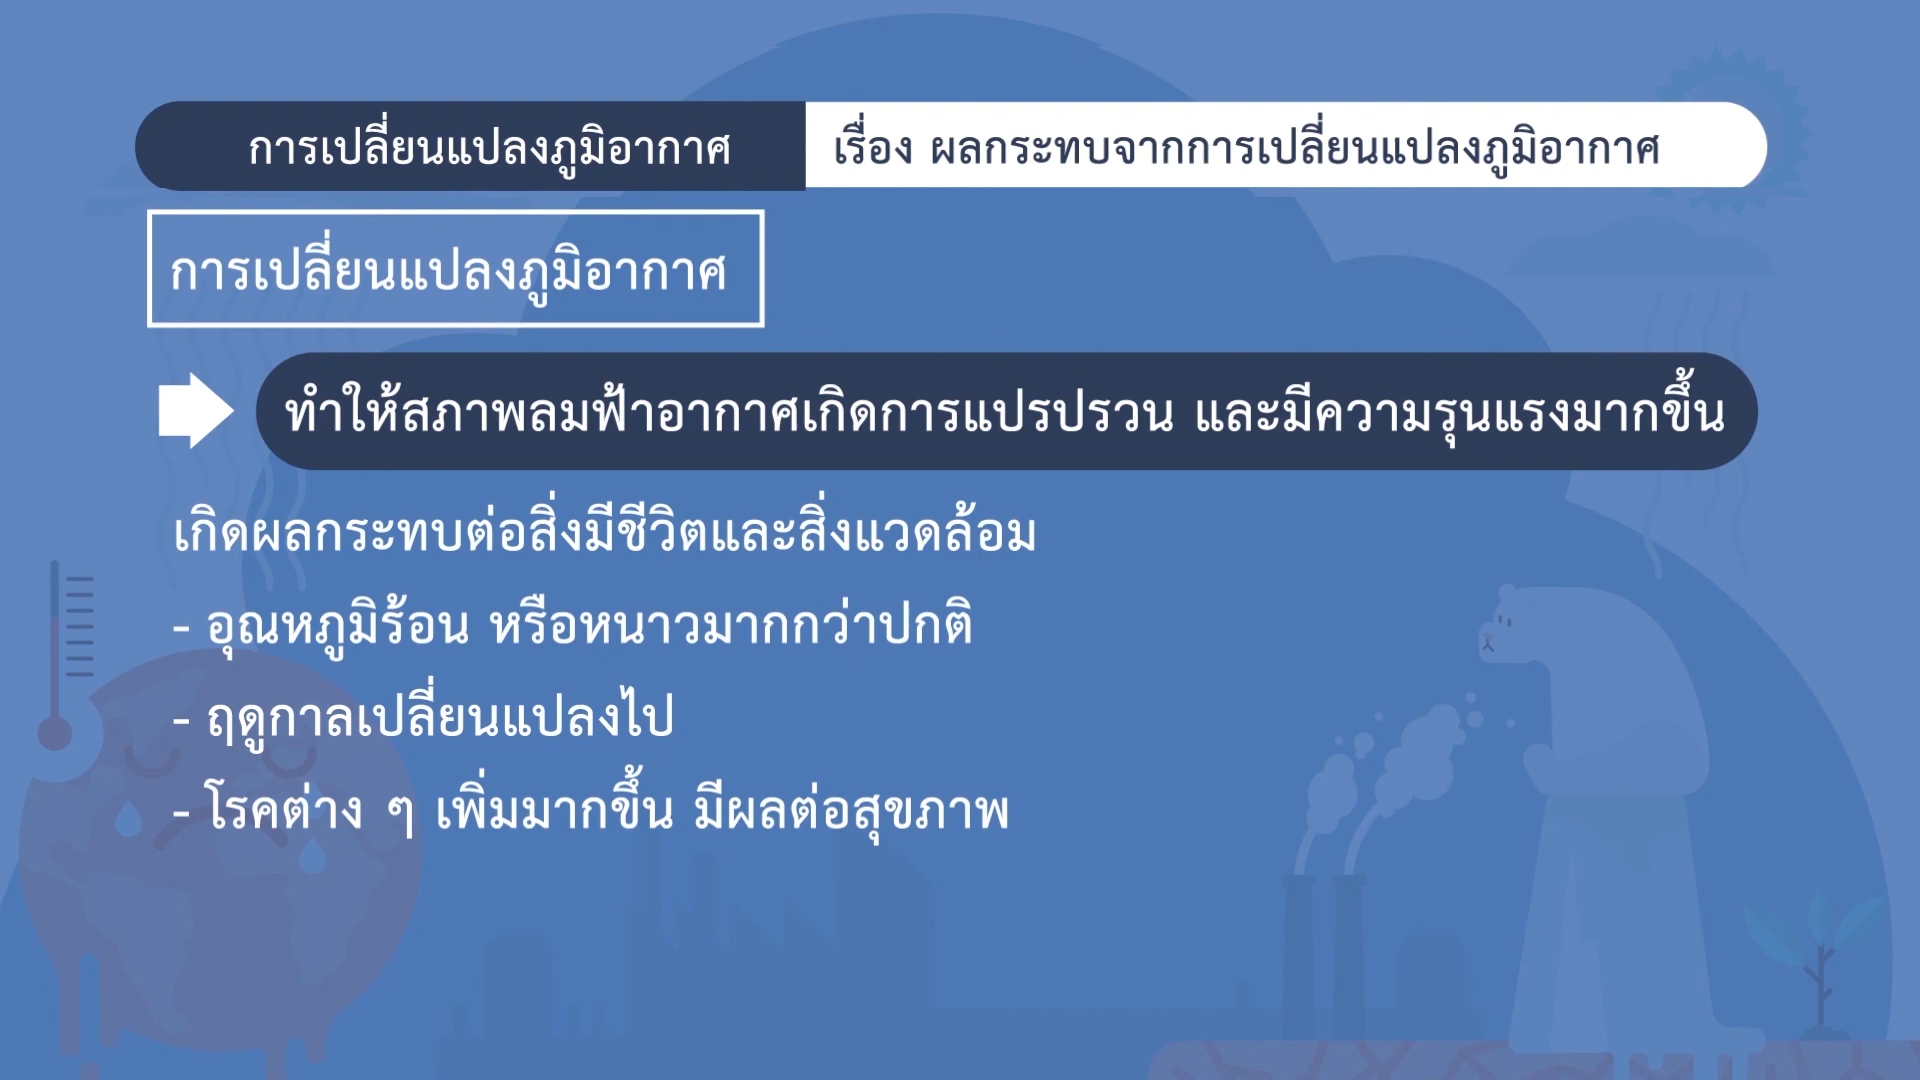 การเปลี่ยนแปลงภูมิอากาศ เรื่อง ผลกระทบจากการเปลี่ยนแปลงภูมิอากาศ
การเปลี่ยนแปลงภูมิอากาศ
ทำให้สภาพลมฟ้าอากาศเกิดการแปรปรวน และมีความรุนแรงมากขึ้น
เกิดผลกระทบต่อสิ่งมีชีวิตและสิ่งแวดล้อม
- อุณหภูมิร้อน หรือหนาวมากกว่าปกติ
- ฤดูกาลเปลี่ยนแปลงไป
- โรคต่าง ๆ เพิ่มมากขึ้น มีผลต่อสุขภาพ